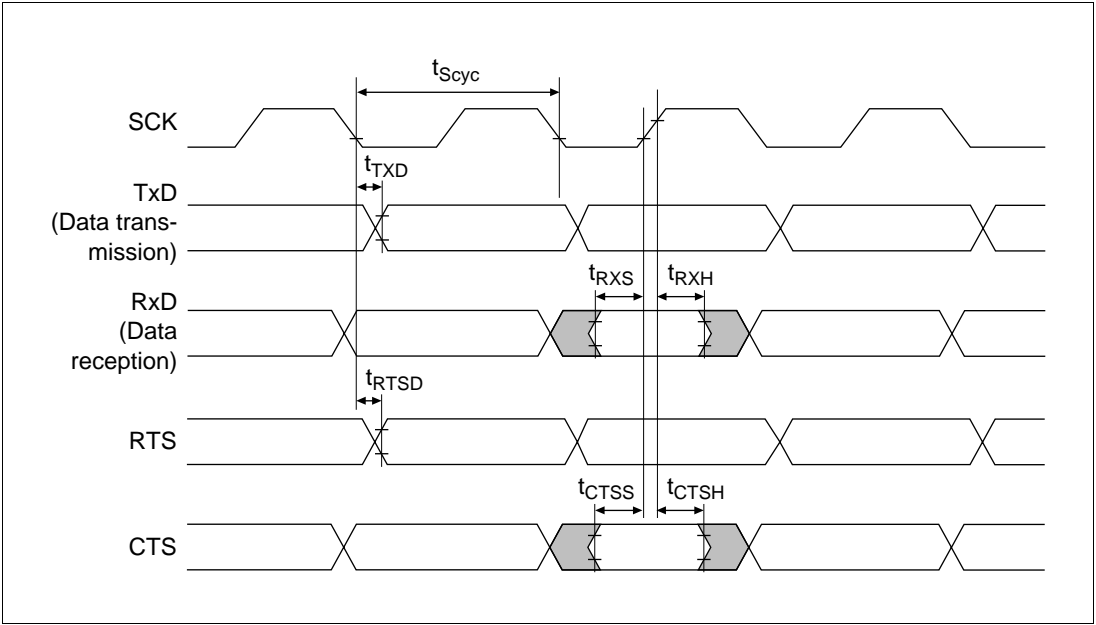 tScyc
SCK
tTXD
TxD
(Data trans-
mission)
tRXS tRXH
RxD
(Data
reception)
tRTSD
RTS
tCTSS tCTSH
CTS